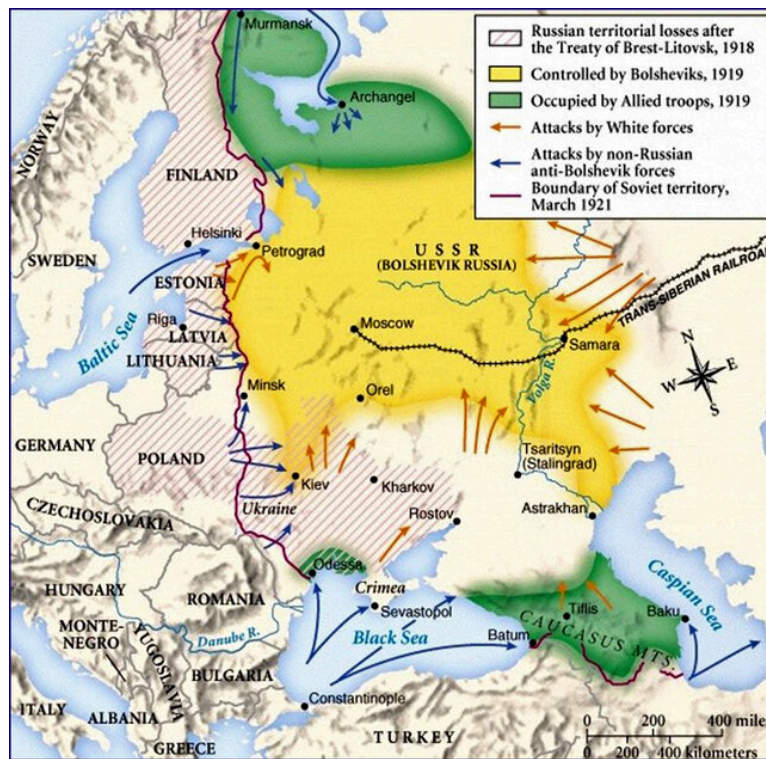 Russian territorial losses after
the Treaty of Brest-Litovsk, 1918
Controlled by Bolsheviks, 1919
Occupied by Allied troops, 1919
Attacks by White forces
Attacks by non-Russian
anti-Bolshevik forces
Boundary of Soviet territory,
March 1921
Murmansk
Archangel
NORWAY
FINLAND
Helsinki
Petrograd
SWEDEN
ESTONIA
USSR
(BOLSHEVIK RUSSIA)
TRANS-SIBERIAN RAILROAD
Baltic Sea
Riga
LATVIA
Moscow
Samara
LITHUANIA
Volga R.
N
W
E
S
Minsk
Orel
GERMANY
POLAND
Tsaritsyn
(Stalingrad)
Kiev
Kharkov
Ukraine
Rostov
Astrakhan
CZECHOSLOVAKIA
Odessa
Crimea
Caspian Sea
HUNGARY
ROMANIA
Sevastopol
Tiflis
Baku
CAUCASUS MTS.
MONTE-
NEGRO
YUGOSLAVIA
Danube R.
Black Sea
Batum
BULGARIA
Constantinople
ITALY
ALBANIA
GREECE
TURKEY
0 200 400 mile
0 200 400 kilometers